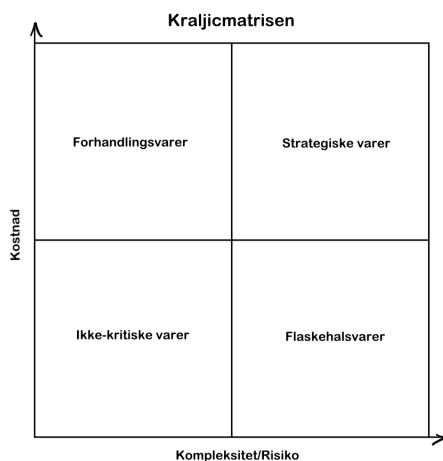 Kraljicmatrisen
Forhandlingsvarer
Strategiske varer
Kostnad
Ikke-kritiske varer
Flaskehalsvarer
Kompleksitet/Risiko